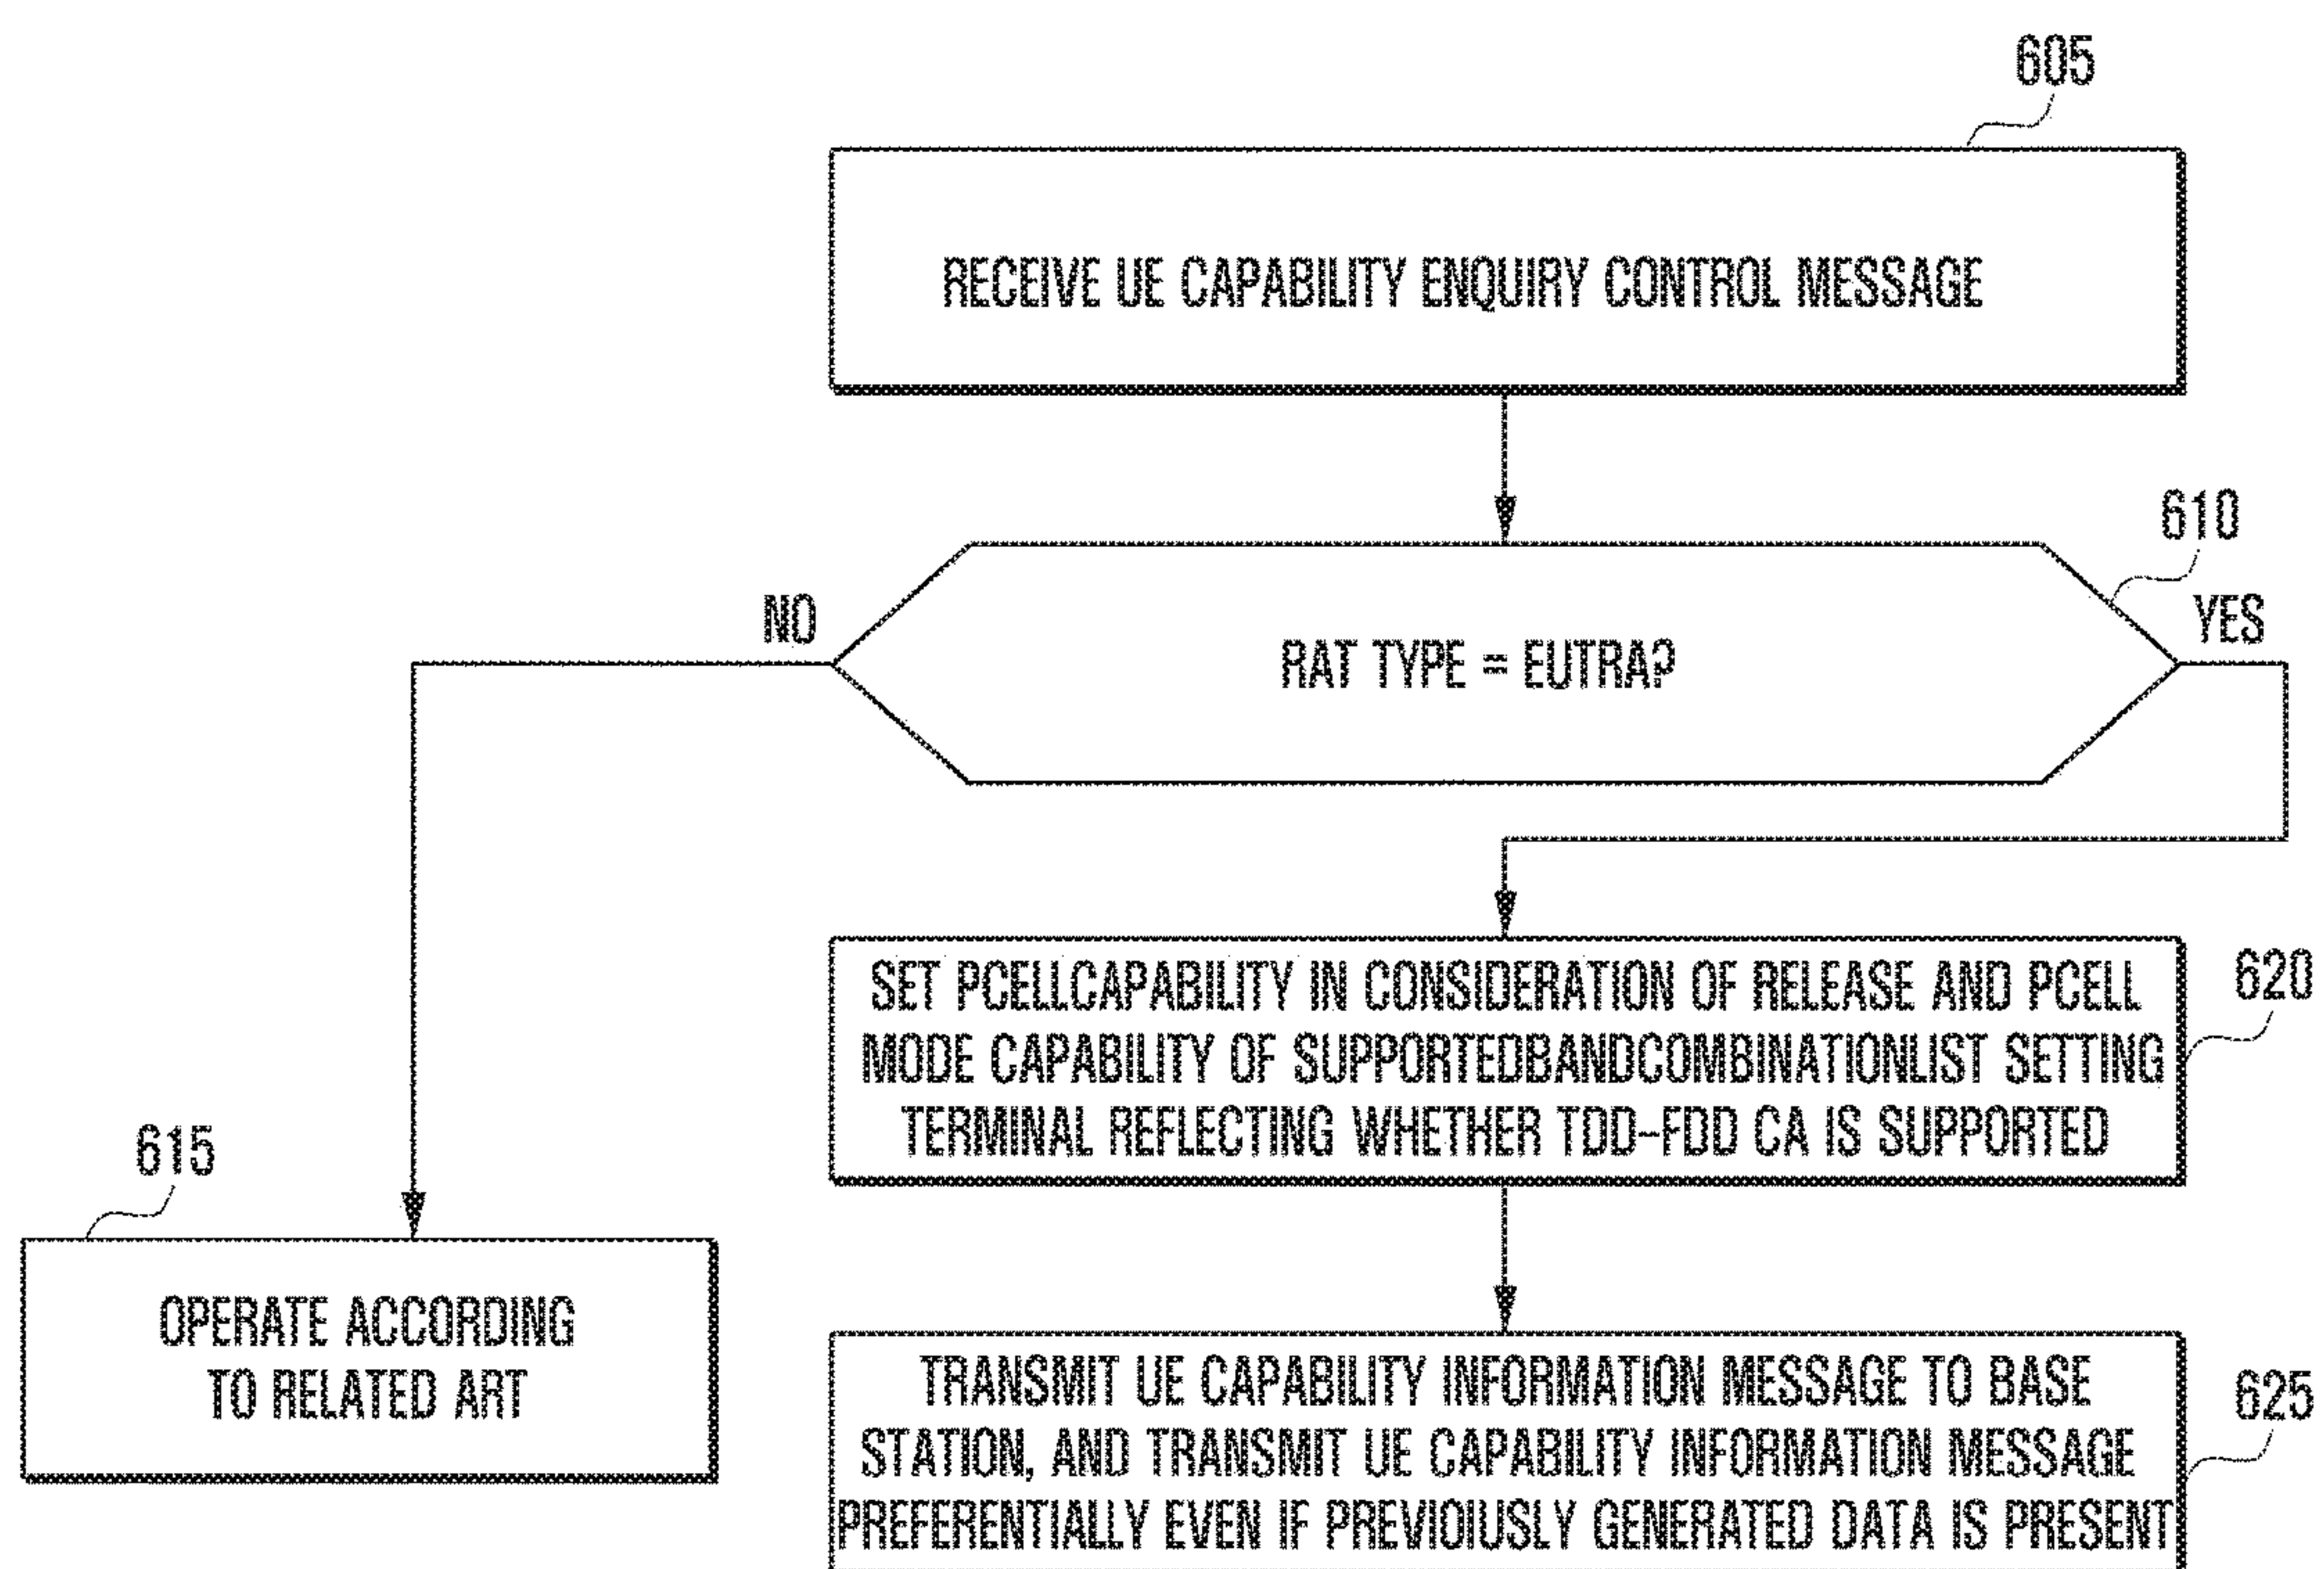 605
RECEIVE UE CAPABILITY ENQUIRY CONTROL MESSAGE
610
NO
YES
RAT TYPE = EUTRA?
620
SET PCELLCAPABILITY IN CONSIDERATION OF RELEASE AND PCELL
MODE CAPABILITY OF SUPPORTEDBANDCOMBINATIONLIST SETTING
TERMINAL REFLECTING WHETHER TDD-FDD CA IS SUPPORTED
615
OPERATE ACCORDING
TO RELATED ART
625
TRANSMIT UE CAPABILITY INFORMATION MESSAGE TO BASE
STATION, AND TRANSMIT UE CAPABILITY INFORMATION MESSAGE
PREFERENTIALLY EVEN IF PREVIOIUSLY GENERATED DATA IS PRESENT